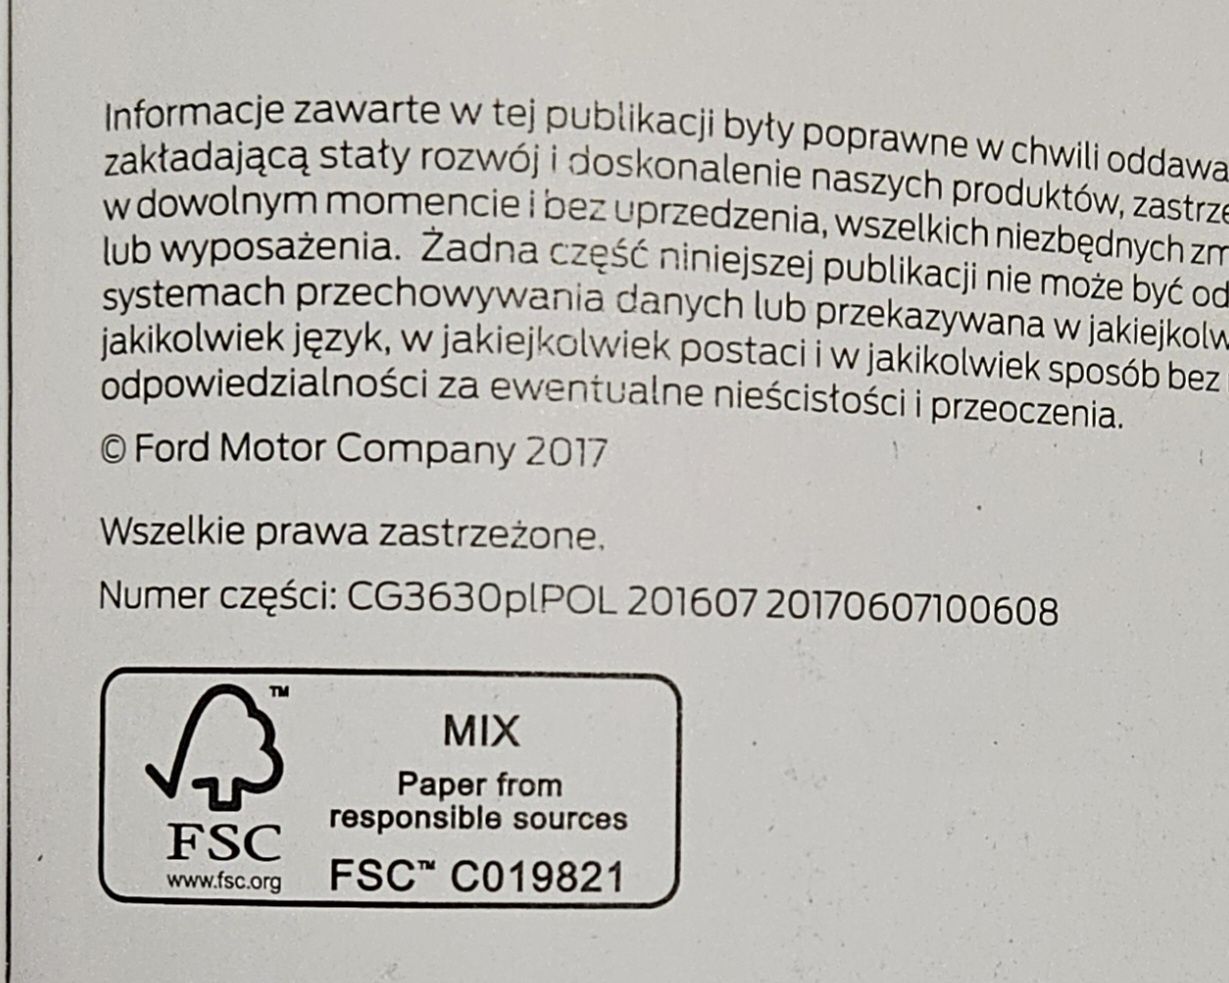 Informacje zawarte w tej publikacji były poprawne w chwili oddawa
zakładającą stały rozwój i doskonalenie naszych produktów, zastrze
w dowolnym momencie i bez uprzedzenia, wszelkich niezbędnych zm
lub wyposażenia. Żadna część niniejszej publikacji nie może być od
systemach przechowywania danych lub przekazywana w jakiejkolw
jakikolwiek język, w jakiejkolwiek postaci i w jakikolwiek sposób bez
odpowiedzialności za ewentualne nieścisłości i przeoczenia.
© Ford Motor Company 2017
Wszelkie prawa zastrzeżone.
Numer części: CG3630plPOL 201607 20170607100608
TM
FSC
www.fsc.org
MIX
Paper from
responsible sources
FSC™ C019821